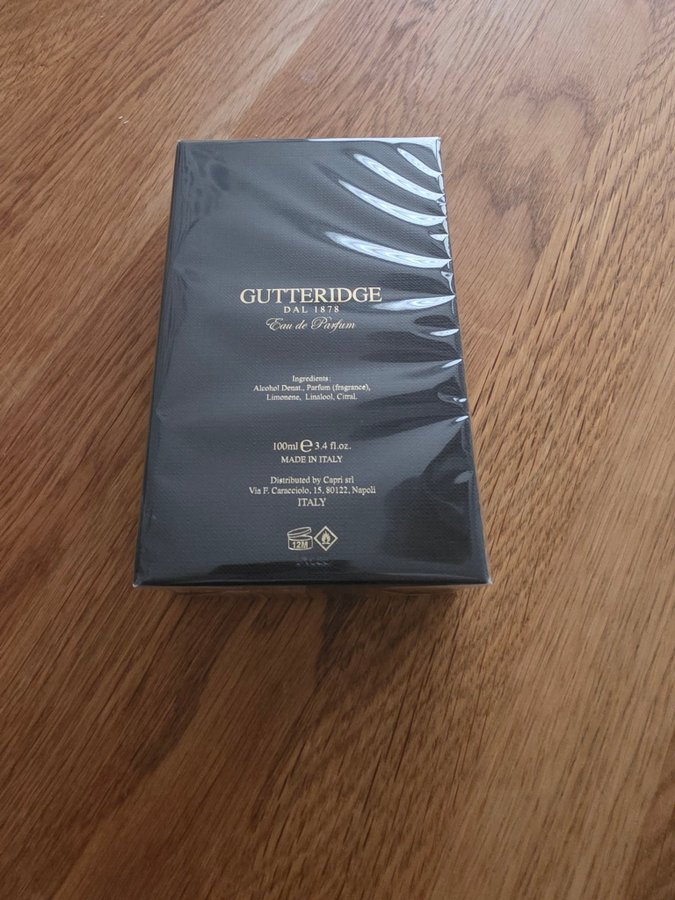 GUTTERIDGE
DAL 1878
Eau de Parfum
Ingredients:
Alcohol Denat., Parfum (fragrance),
Limonene, Linalool, Citral.
100ml e 3.4 fl.oz.
MADE IN ITALY
Distributed by Capri srl
Via F. Caracciolo, 15, 80122, Napoli
ITALY
12M